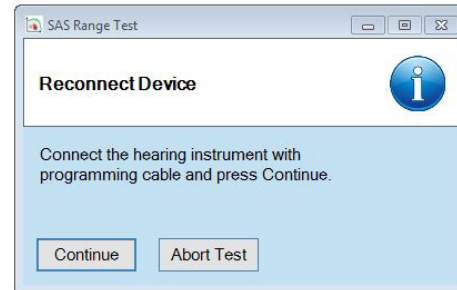 SAS Range Test
Reconnect Device
Connect the hearing instrument with
programming cable and press Continue.
Continue
Abort Test